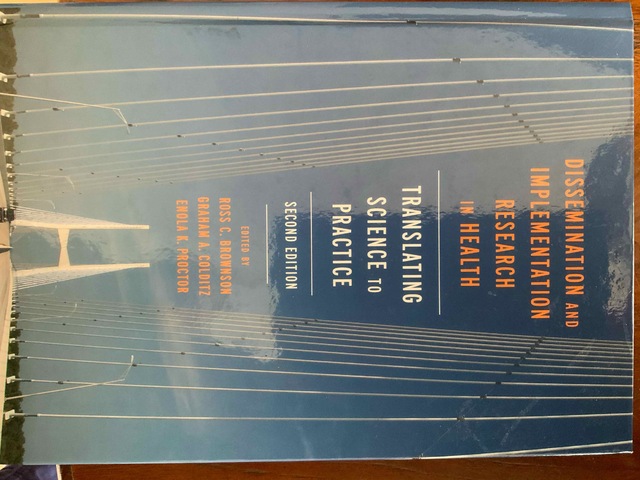 DISSEMINATION AND
IMPLEMENTATION
RESEARCH
IN HEALTH
TRANSLATING
SCIENCE TO
PRACTICE
SECOND EDITION
EDITED BY
ROSS C. BROWNSON
GRAHAM A. COLDITZ
ENOLA K. PROCTOR